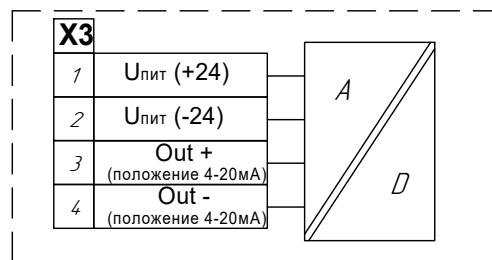 X3
1 Uпит (+24)
2 Uпит (-24)
3 Out +
(положение 4-20мА)
4 Out -
(положение 4-20мА)
A
D